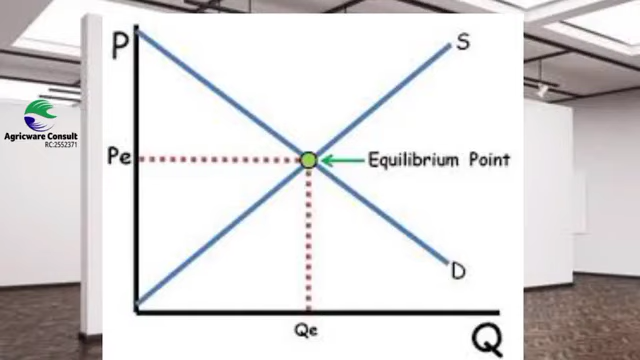 P
S
Agricware Consult
RC:2552371
Pe
Equilibrium Point
D
Qe
Q